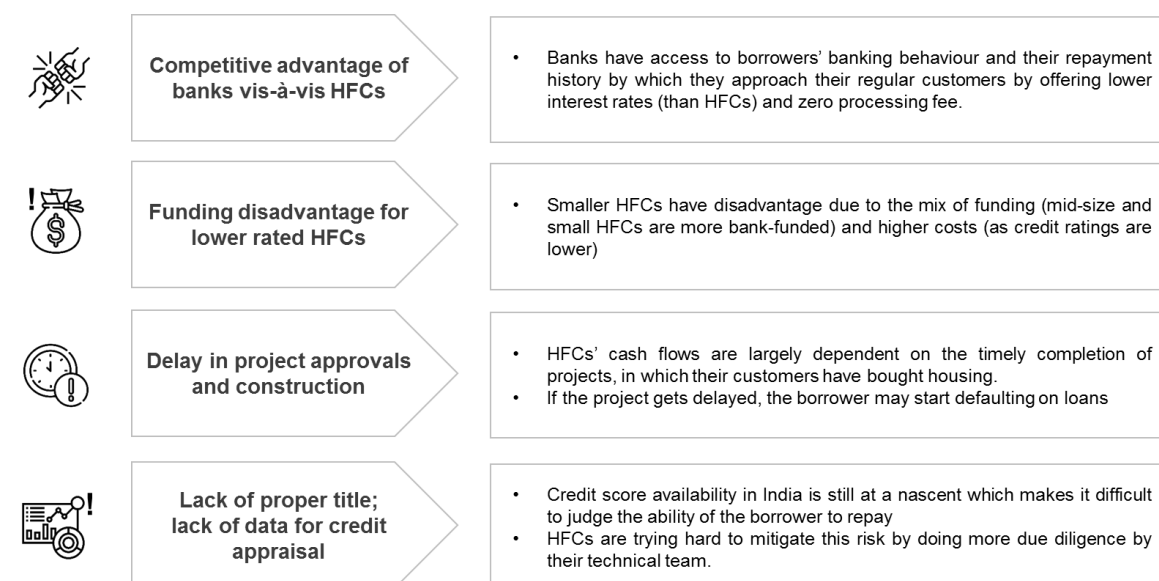 Competitive advantage of
banks vis-à-vis HFCs
• Banks have access to borrowers’ banking behaviour and their repayment
history by which they approach their regular customers by offering lower
interest rates (than HFCs) and zero processing fee.
Funding disadvantage for
lower rated HFCs
• Smaller HFCs have disadvantage due to the mix of funding (mid-size and
small HFCs are more bank-funded) and higher costs (as credit ratings are
lower)
Delay in project approvals
and construction
• HFCs’ cash flows are largely dependent on the timely completion of
projects, in which their customers have bought housing.
• If the project gets delayed, the borrower may start defaulting on loans
Lack of proper title;
lack of data for credit
appraisal
• Credit score availability in India is still at a nascent which makes it difficult
to judge the ability of the borrower to repay
• HFCs are trying hard to mitigate this risk by doing more due diligence by
their technical team.